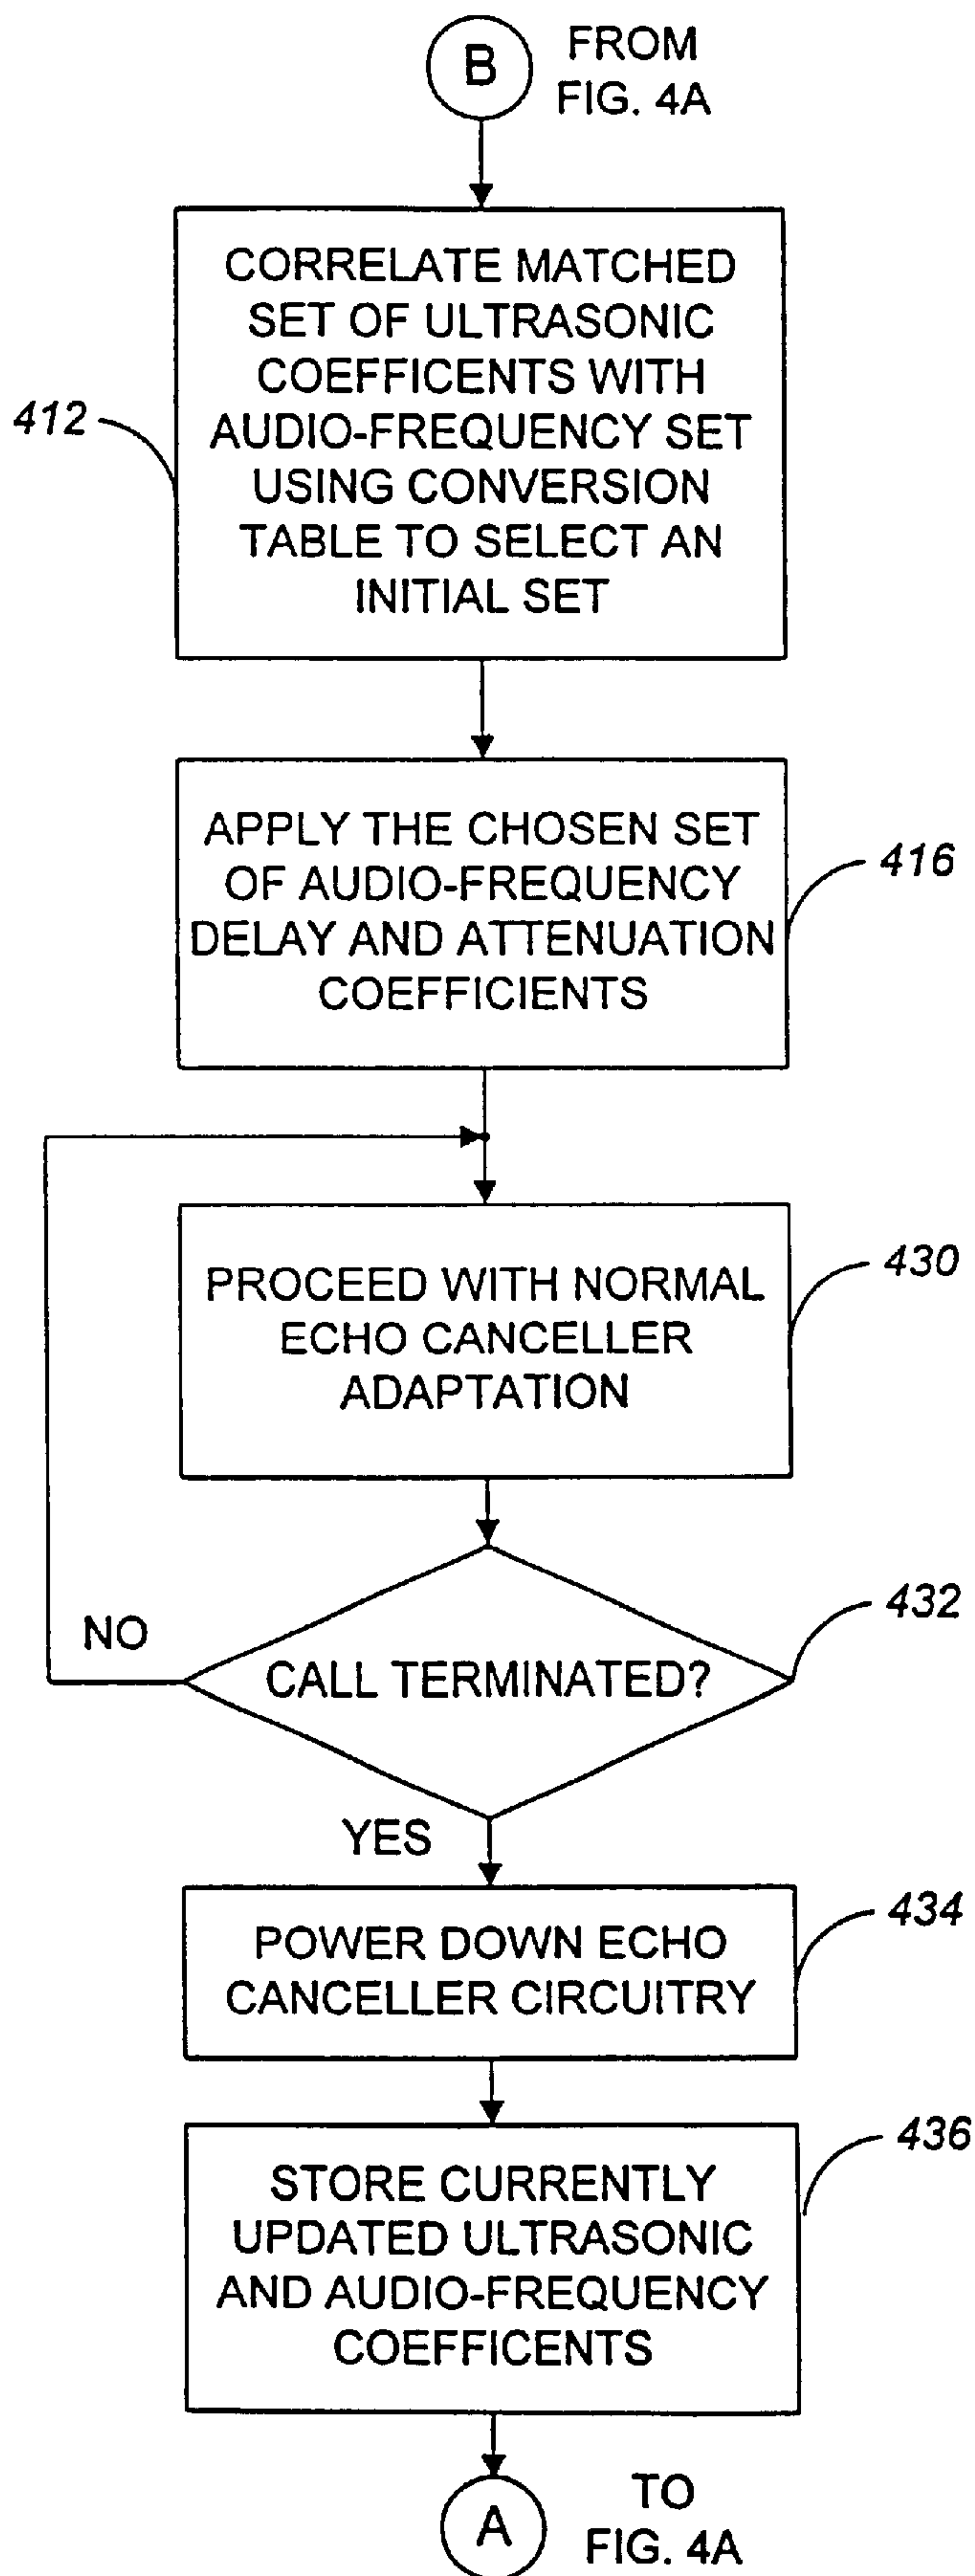 B
FROM
FIG. 4A
CORRELATE MATCHED
SET OF ULTRASONIC
COEFFICENTS WITH
AUDIO-FREQUENCY SET
USING CONVERSION
TABLE TO SELECT AN
INITIAL SET
412
APPLY THE CHOSEN SET
OF AUDIO-FREQUENCY
DELAY AND ATTENUATION
COEFFICIENTS
416
PROCEED WITH NORMAL
ECHO CANCELLER
ADAPTATION
430
CALL TERMINATED?
432
NO
YES
POWER DOWN ECHO
CANCELLER CIRCUITRY
434
STORE CURRENTLY
UPDATED ULTRASONIC
AND AUDIO-FREQUENCY
COEFFICENTS
436
A
TO
FIG. 4A